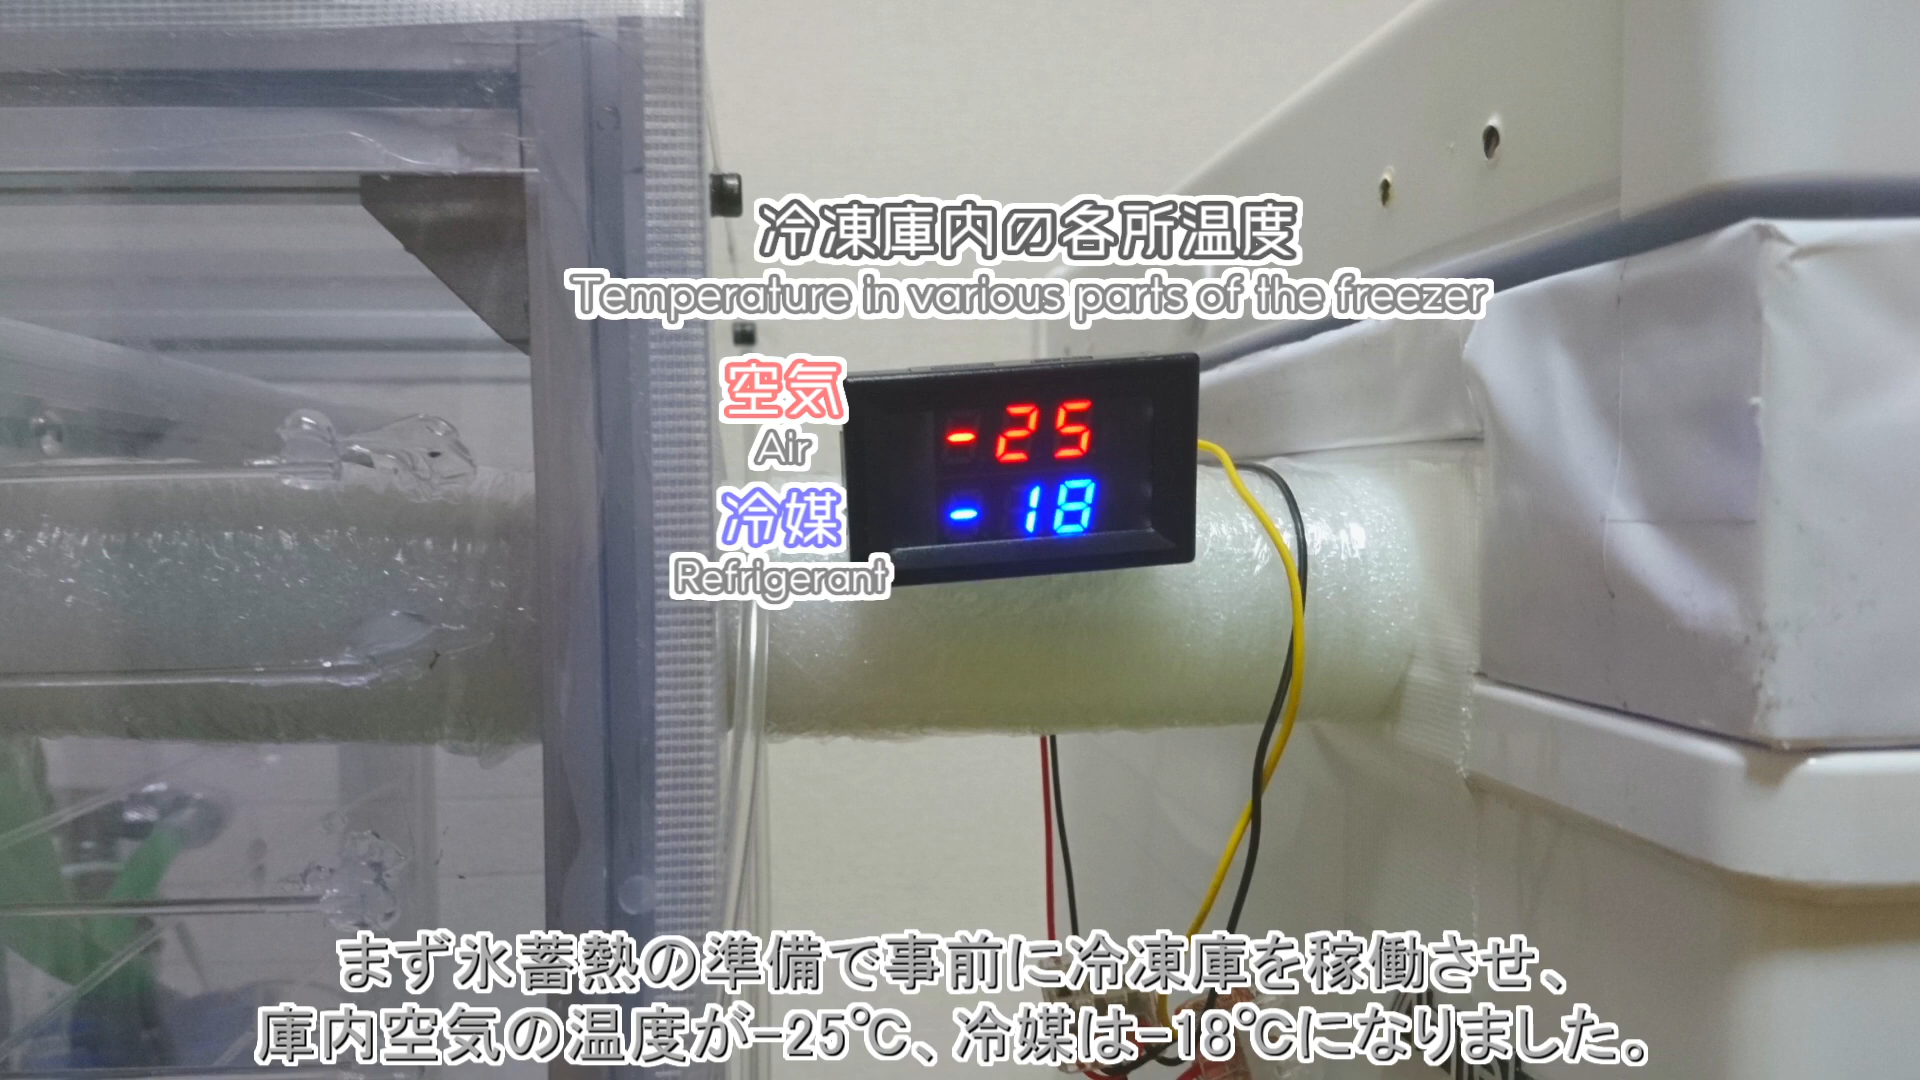 冷凍庫内の各所温度
Temperature in various parts of the freezer
空気
Air
-25
冷媒
-18
Refrigerant
まず氷蓄熱の準備で事前に冷凍庫を稼働させ、
庫内空気の温度が-25℃、冷媒は-18℃になりました。